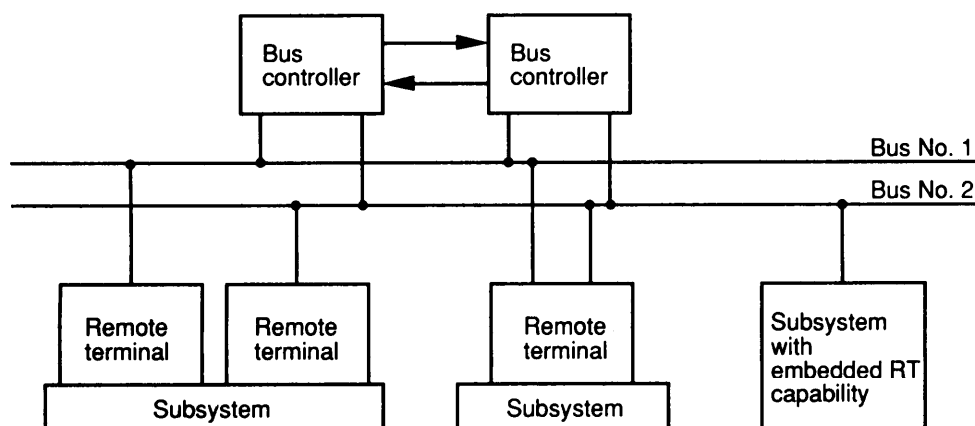 Bus
controller
Bus
controller
Bus No. 1
Bus No. 2
Remote
terminal
Remote
terminal
Remote
terminal
Subsystem
with
embedded RT
capability
Subsystem
Subsystem